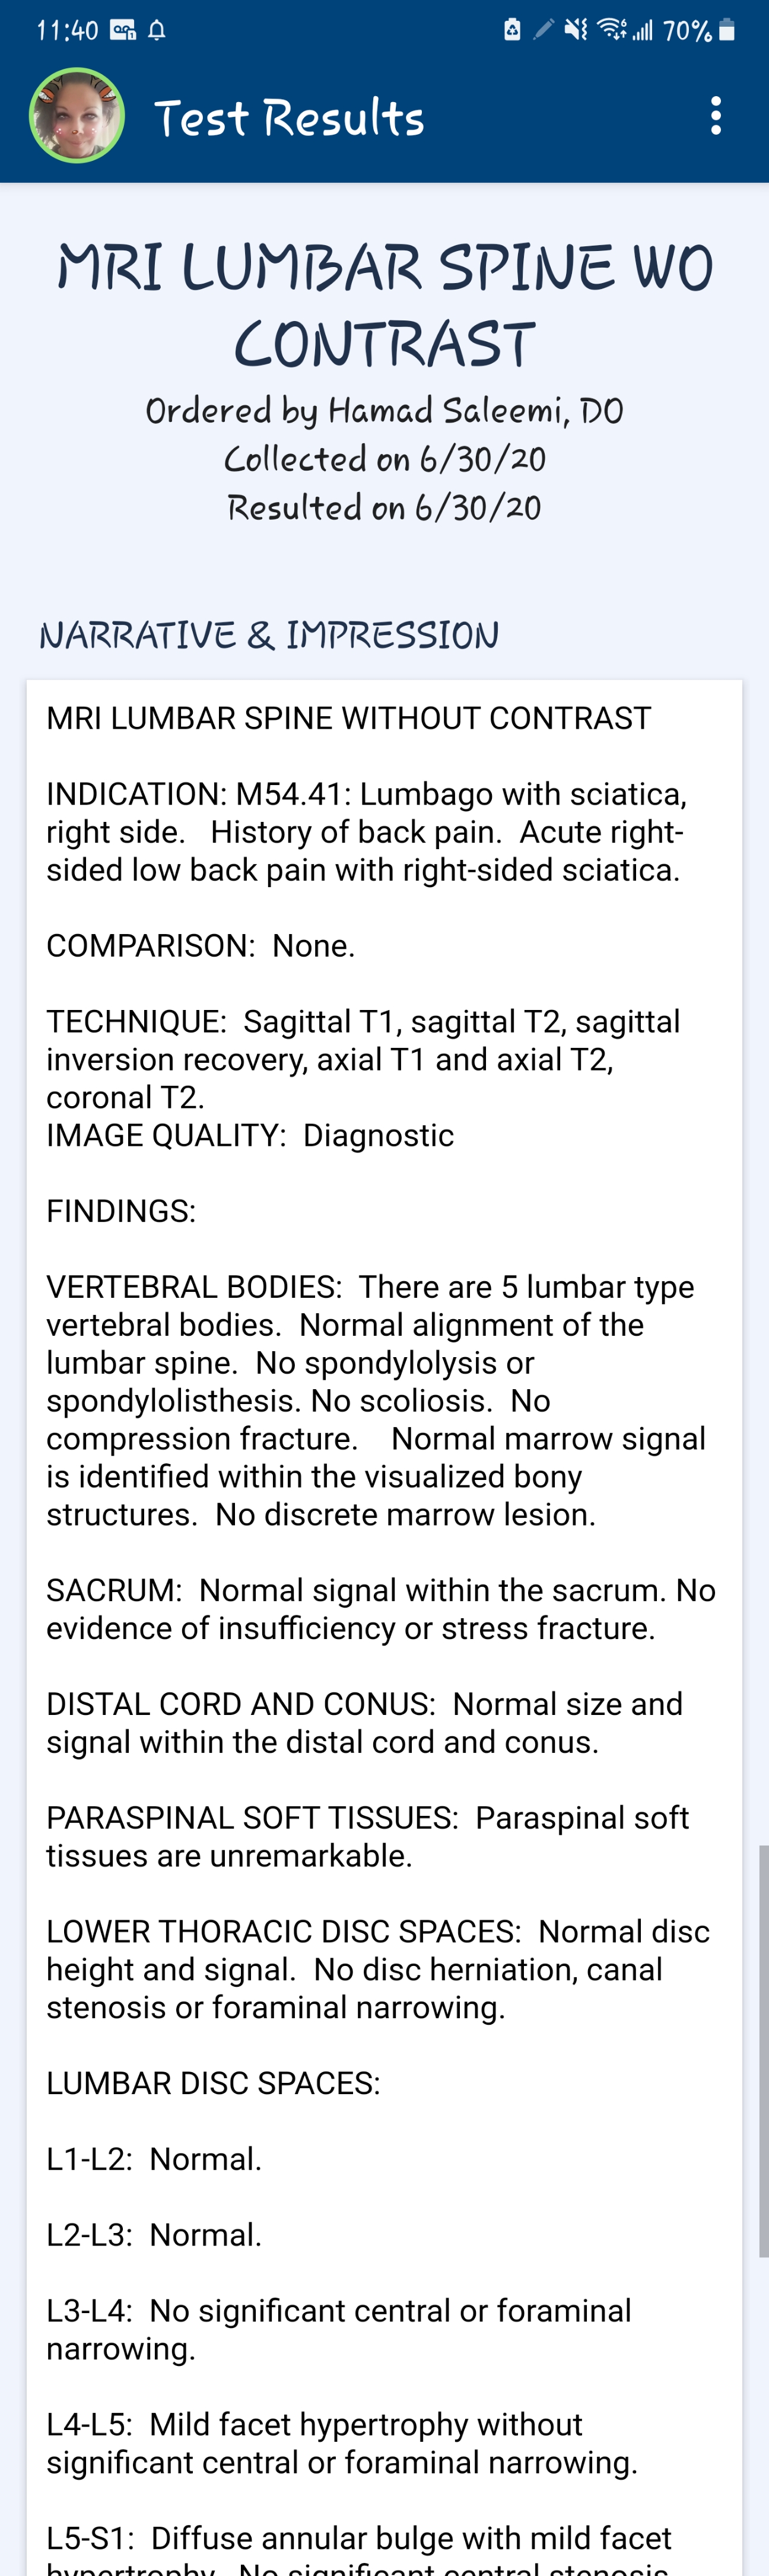 11:40 70%
Test Results
MRI LUMBAR SPINE WO
CONTRAST
Ordered by Hamad Saleemi, DO
Collected on 6/30/20
Resulted on 6/30/20
NARRATIVE & IMPRESSION
MRI LUMBAR SPINE WITHOUT CONTRAST
INDICATION: M54.41: Lumbago with sciatica,
right side. History of back pain. Acute right-
sided low back pain with right-sided sciatica.
COMPARISON: None.
TECHNIQUE: Sagittal T1, sagittal T2, sagittal
inversion recovery, axial T1 and axial T2,
coronal T2.
IMAGE QUALITY: Diagnostic
FINDINGS:
VERTEBRAL BODIES: There are 5 lumbar type
vertebral bodies. Normal alignment of the
lumbar spine. No spondylolysis or
spondylolisthesis. No scoliosis. No
compression fracture. Normal marrow signal
is identified within the visualized bony
structures. No discrete marrow lesion.
SACRUM: Normal signal within the sacrum. No
evidence of insufficiency or stress fracture.
DISTAL CORD AND CONUS: Normal size and
signal within the distal cord and conus.
PARASPINAL SOFT TISSUES: Paraspinal soft
tissues are unremarkable.
LOWER THORACIC DISC SPACES: Normal disc
height and signal. No disc herniation, canal
stenosis or foraminal narrowing.
LUMBAR DISC SPACES:
L1-L2: Normal.
L2-L3: Normal.
L3-L4: No significant central or foraminal
narrowing.
L4-L5: Mild facet hypertrophy without
significant central or foraminal narrowing.
L5-S1: Diffuse annular bulge with mild facet
hypertrophy. No significant central stenosis